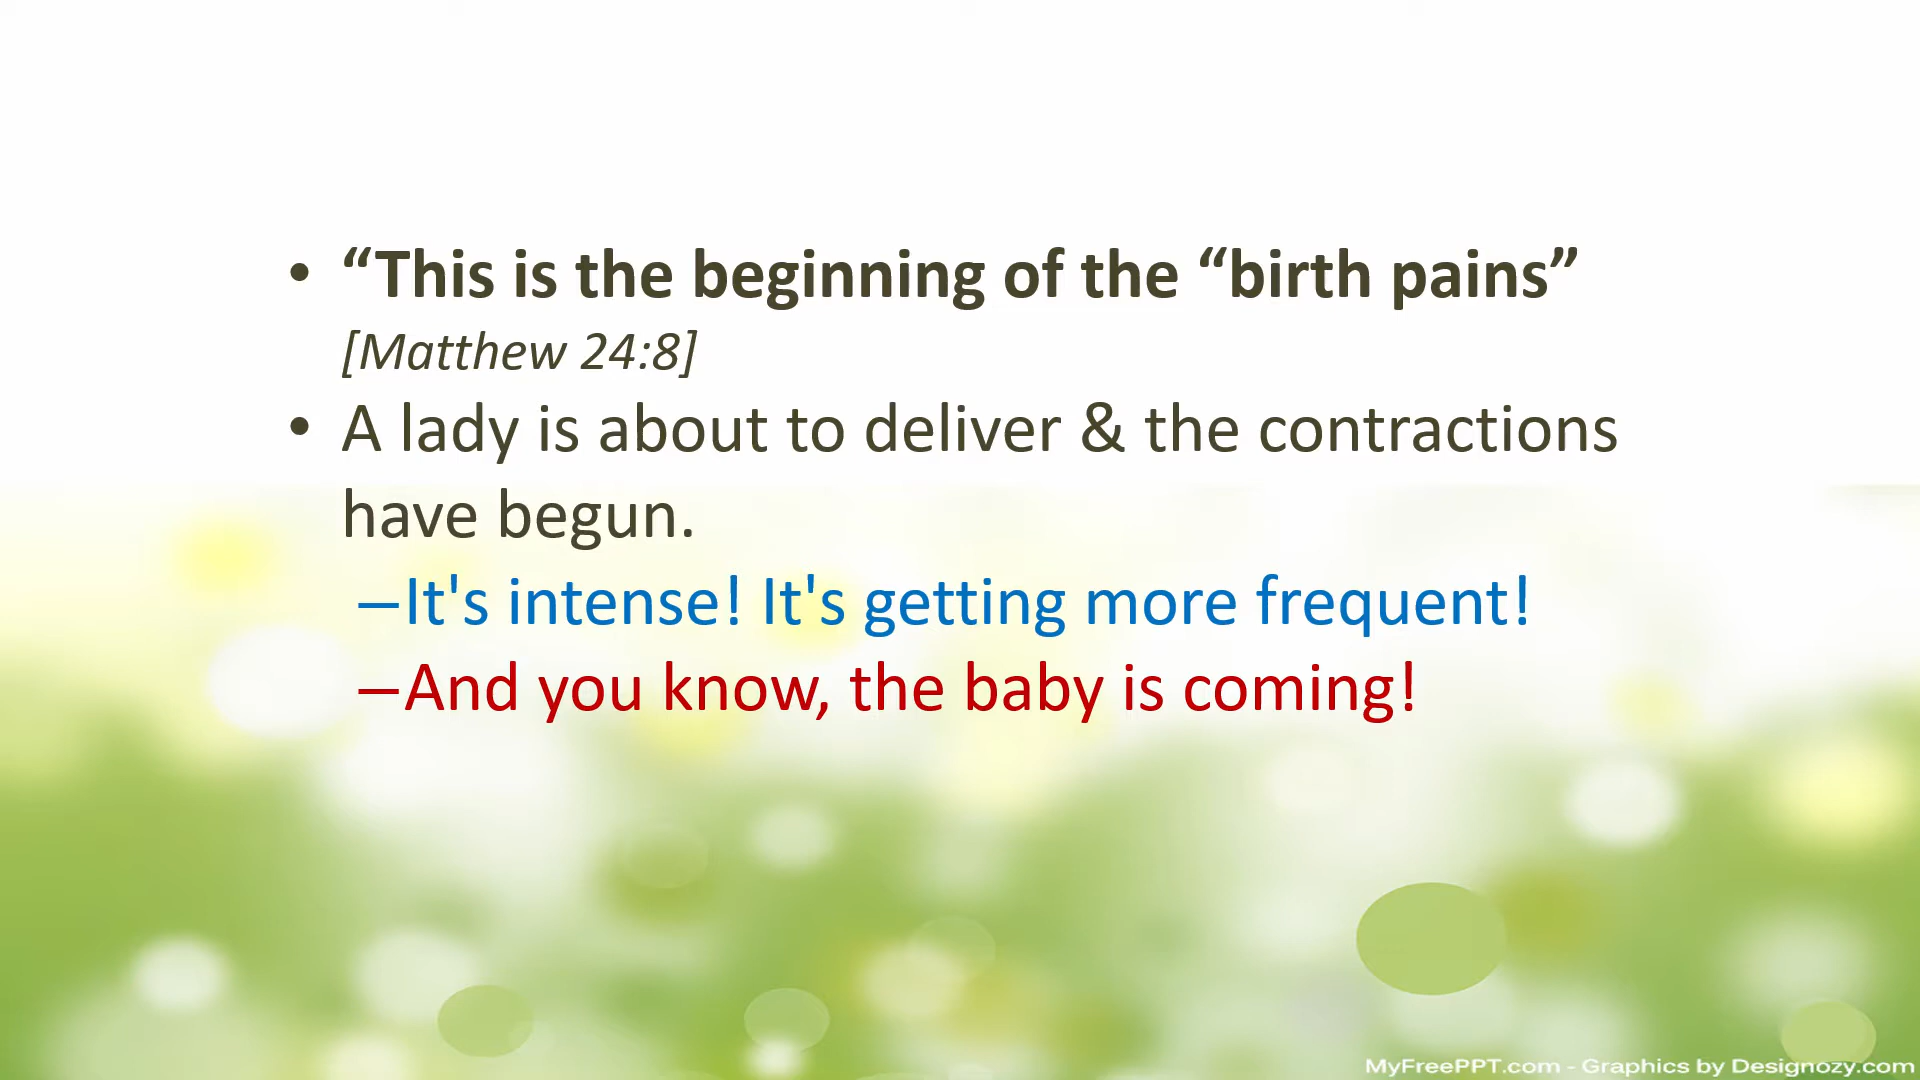 • “This is the beginning of the “birth pains”
[Matthew 24:8]
• A lady is about to deliver & the contractions
have begun.
–It's intense! It's getting more frequent!
–And you know, the baby is coming!
MyFreePPT.com - Graphics by Designozy.com